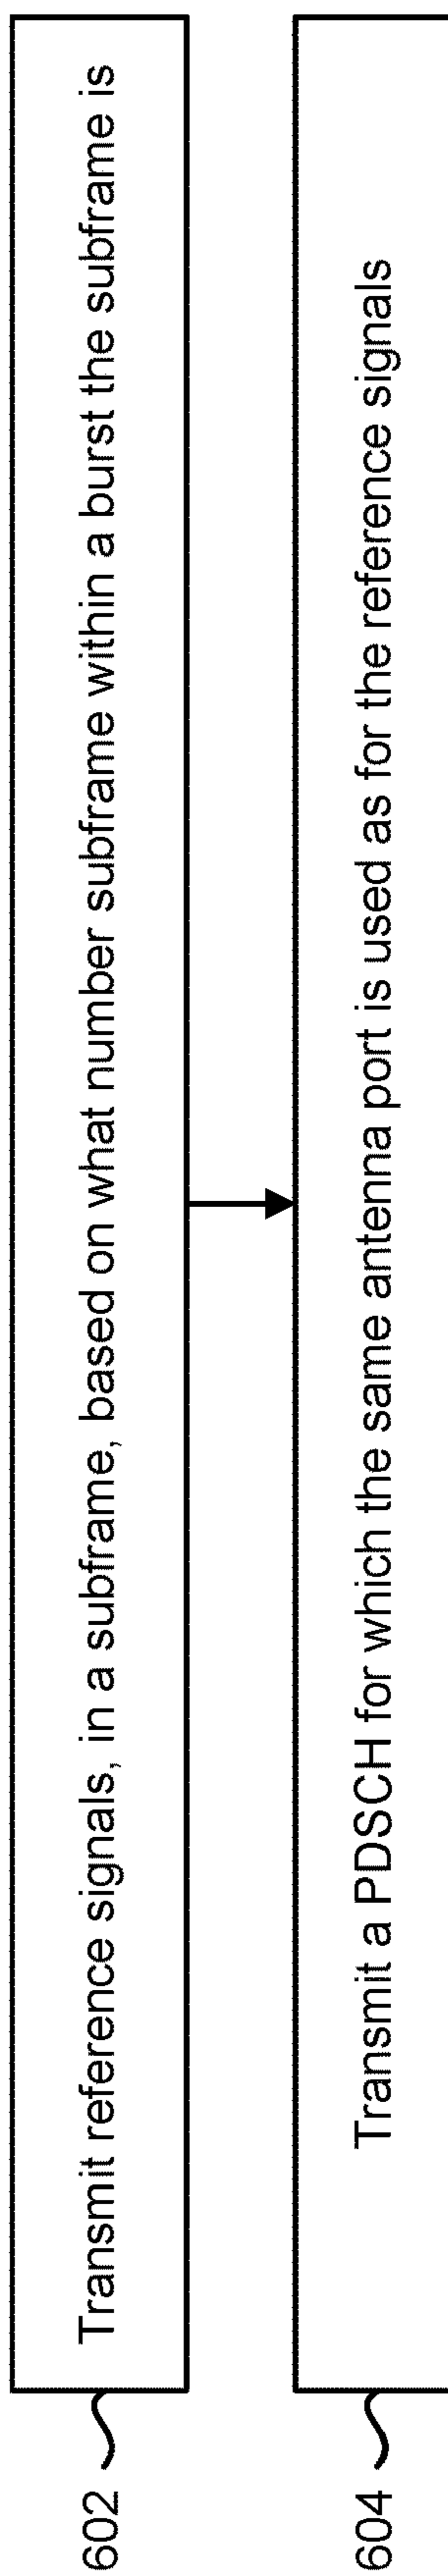 602
Transmit reference signals, in a subframe, based on what number subframe within a burst the subframe is
604
Transmit a PDSCH for which the same antenna port is used as for the reference signals